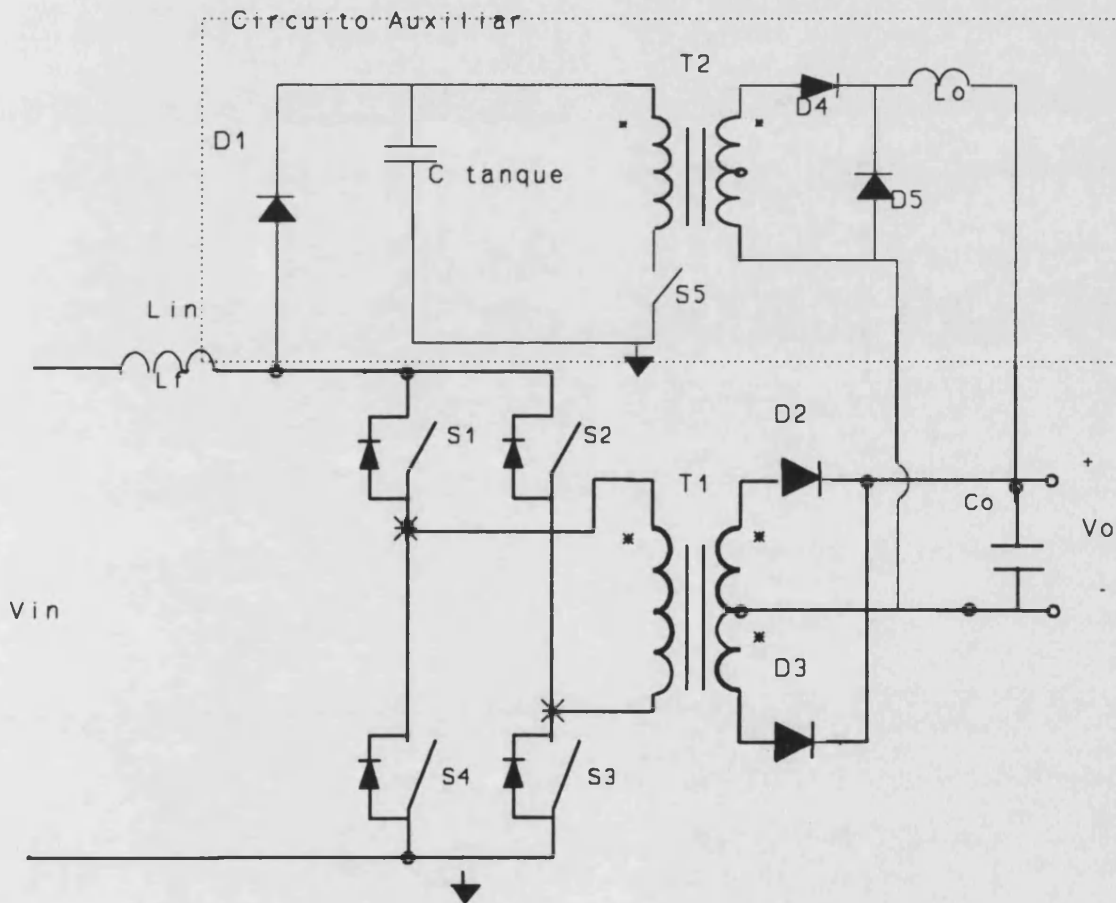 Circuito Auxiliar
T2
D1
D4
Lo
C tanque
D5
S5
Lin
Lf
D2
S1
S2
T1
+
Co
Vo
-
Vin
D3
S4
S3